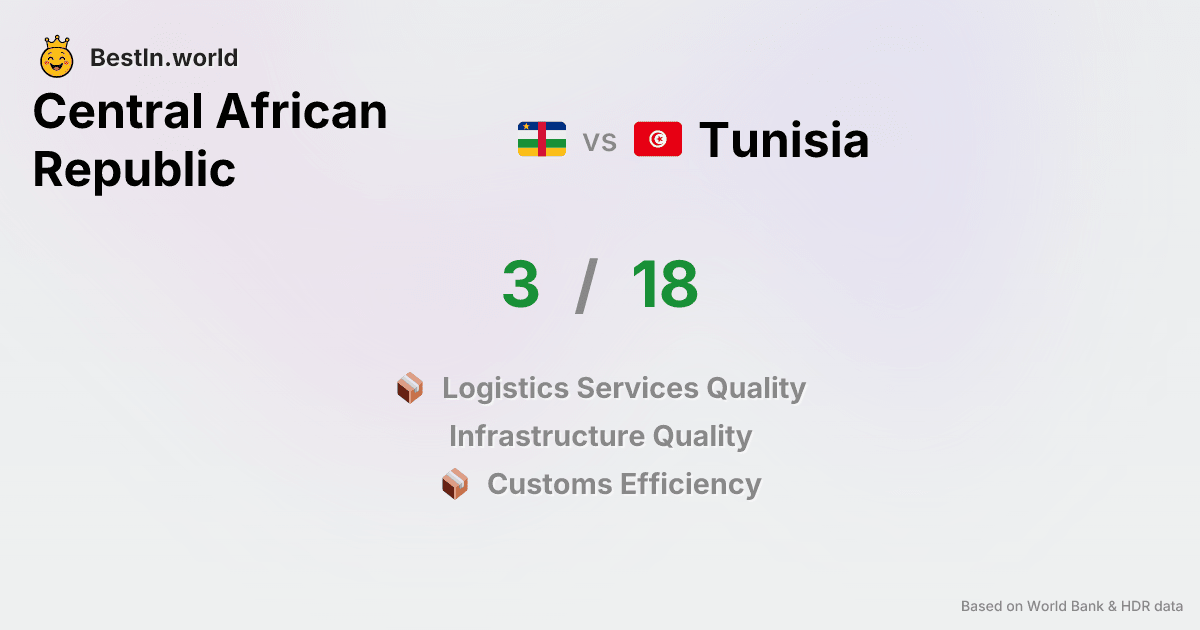 BestIn.world
Central African
Republic
vs
Tunisia
3 / 18
Logistics Services Quality
Infrastructure Quality
Customs Efficiency
Based on World Bank & HDR data